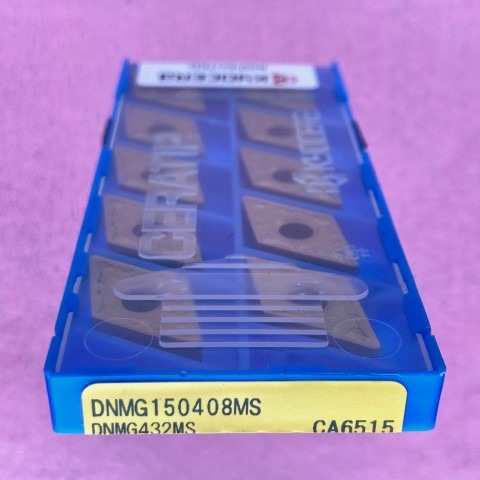 CERATIP
KYOCERA
DNMG150408MS
DNMG432MS
CA6515